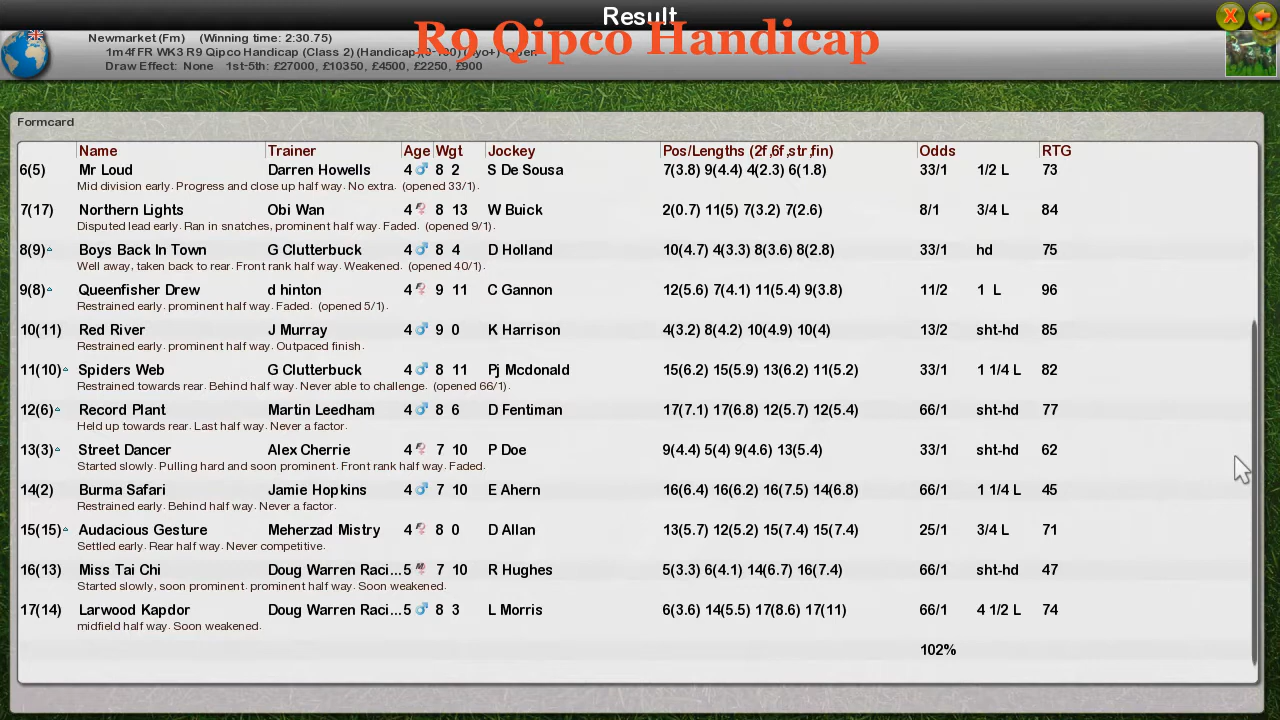 Result
R9 Qipco Handicap
Newmarket (Fm) (Winning time: 2:30.75)
1m4f FR WK3 R9 Qipco Handicap (Class 2) (Handicap) Open
Draw Effect: None 1st-5th: £27000, £10350, £4500, £2250, £900
Formcard
Name Trainer Age Wgt Jockey Pos/Lengths (2f,6f,str,fin) Odds RTG
6(5) Mr Loud Darren Howells 4 8 2 S De Sousa 7(3.8) 9(4.4) 4(2.3) 6(1.8) 33/1 1/2 L 73
Mid division early. Progress and close up half way. No extra. (opened 33/1).
7(17) Northern Lights Obi Wan 4 8 13 W Buick 2(0.7) 11(5) 7(3.2) 7(2.6) 8/1 3/4 L 84
Disputed lead early. Ran in snatches, prominent half way. Faded. (opened 9/1).
8(9) Boys Back In Town G Clutterbuck 4 8 4 D Holland 10(4.7) 4(3.3) 8(3.6) 8(2.8) 33/1 hd 75
Well away, taken back to rear. Front rank half way. Weakened. (opened 40/1).
9(8) Queenfisher Drew d hinton 4 9 11 C Gannon 12(5.6) 7(4.1) 11(5.4) 9(3.8) 11/2 1 L 96
Restrained early. prominent half way. Faded. (opened 5/1).
10(11) Red River J Murray 4 9 0 K Harrison 4(3.2) 8(4.2) 10(4.9) 10(4) 13/2 sht-hd 85
Restrained early. prominent half way. Outpaced finish.
11(10) Spiders Web G Clutterbuck 4 8 11 Pj Mcdonald 15(6.2) 15(5.9) 13(6.2) 11(5.2) 33/1 1 1/4 L 82
Restrained towards rear. Behind half way. Never able to challenge. (opened 66/1).
12(6) Record Plant Martin Leedham 4 8 6 D Fentiman 17(7.1) 17(6.8) 12(5.7) 12(5.4) 66/1 sht-hd 77
Held up towards rear. Last half way. Never a factor.
13(3) Street Dancer Alex Cherrie 4 7 10 P Doe 9(4.4) 5(4) 9(4.6) 13(5.4) 33/1 sht-hd 62
Started slowly. Pulling hard and soon prominent. Front rank half way. Faded.
14(2) Burma Safari Jamie Hopkins 4 7 10 E Ahern 16(6.4) 16(6.2) 16(7.5) 14(6.8) 66/1 1 1/4 L 45
Restrained early. Behind half way. Never a factor.
15(15) Audacious Gesture Meherzad Mistry 4 8 0 D Allan 13(5.7) 12(5.2) 15(7.4) 15(7.4) 25/1 3/4 L 71
Settled early. Rear half way. Never competitive.
16(13) Miss Tai Chi Doug Warren Raci... 5 7 10 R Hughes 5(3.3) 6(4.1) 14(6.7) 16(7.4) 66/1 sht-hd 47
Started slowly, soon prominent. prominent half way. Soon weakened.
17(14) Larwood Kapdor Doug Warren Raci... 5 8 3 L Morris 6(3.6) 14(5.5) 17(8.6) 17(11) 66/1 4 1/2 L 74
midfield half way. Soon weakened.
102%